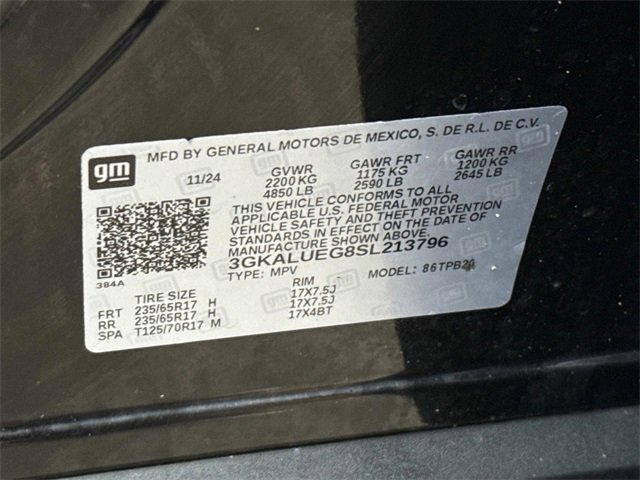 gm
MFD BY GENERAL MOTORS DE MEXICO, S. DE R.L. DE C.V.
11/24 GVWR GAWR FRT GAWR RR
2200 KG 1175 KG 1200 KG
4850 LB 2590 LB 2645 LB
THIS VEHICLE CONFORMS TO ALL
APPLICABLE U.S. FEDERAL MOTOR
VEHICLE SAFETY AND THEFT PREVENTION
STANDARDS IN EFFECT ON THE DATE OF
MANUFACTURE SHOWN ABOVE.
3GKALUEG8SL213796
384A TYPE: MPV MODEL: 86TPB26
TIRE SIZE RIM
FRT 235/65R17 H 17X7.5J
RR 235/65R17 H 17X7.5J
SPA T125/70R17 M 17X4BT